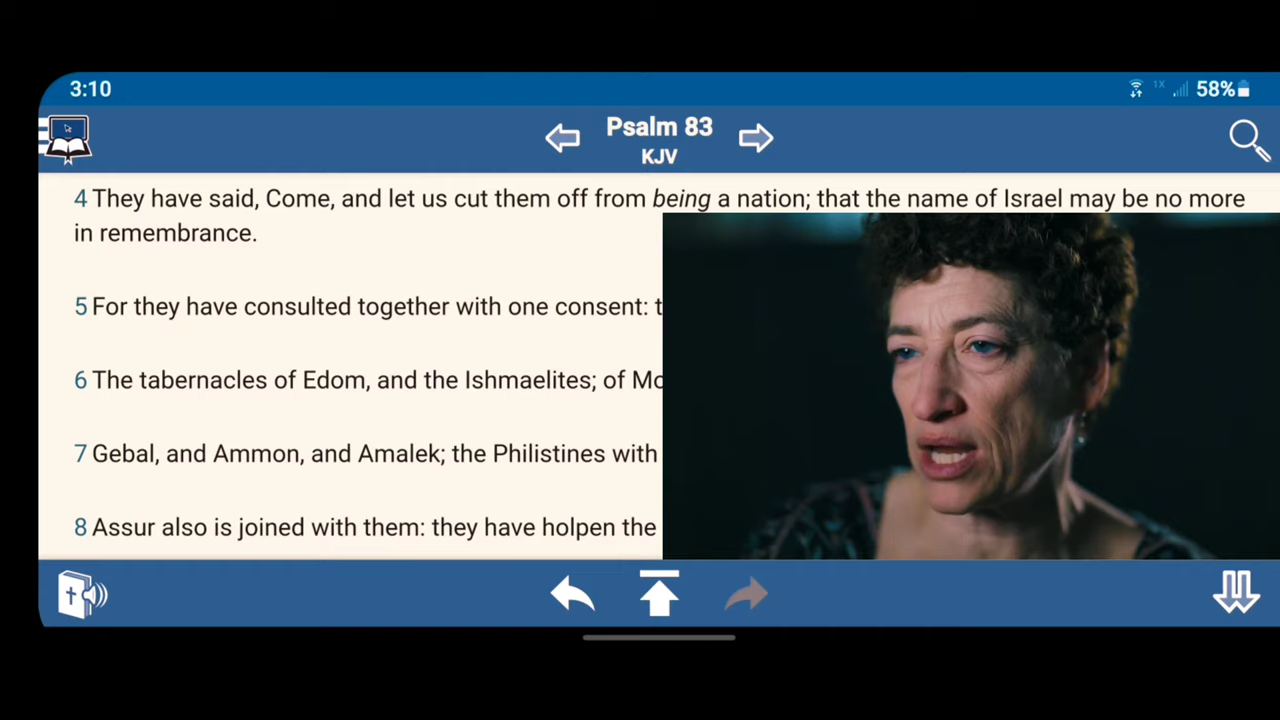 3:10
1X
58%
Psalm 83
KJV
4 They have said, Come, and let us cut them off from being a nation; that the name of Israel may be no more
in remembrance.
5 For they have consulted together with one consent:
6 The tabernacles of Edom, and the Ishmaelites; of
7 Gebal, and Ammon, and Amalek; the Philistines with
8 Assur also is joined with them: they have holpen the